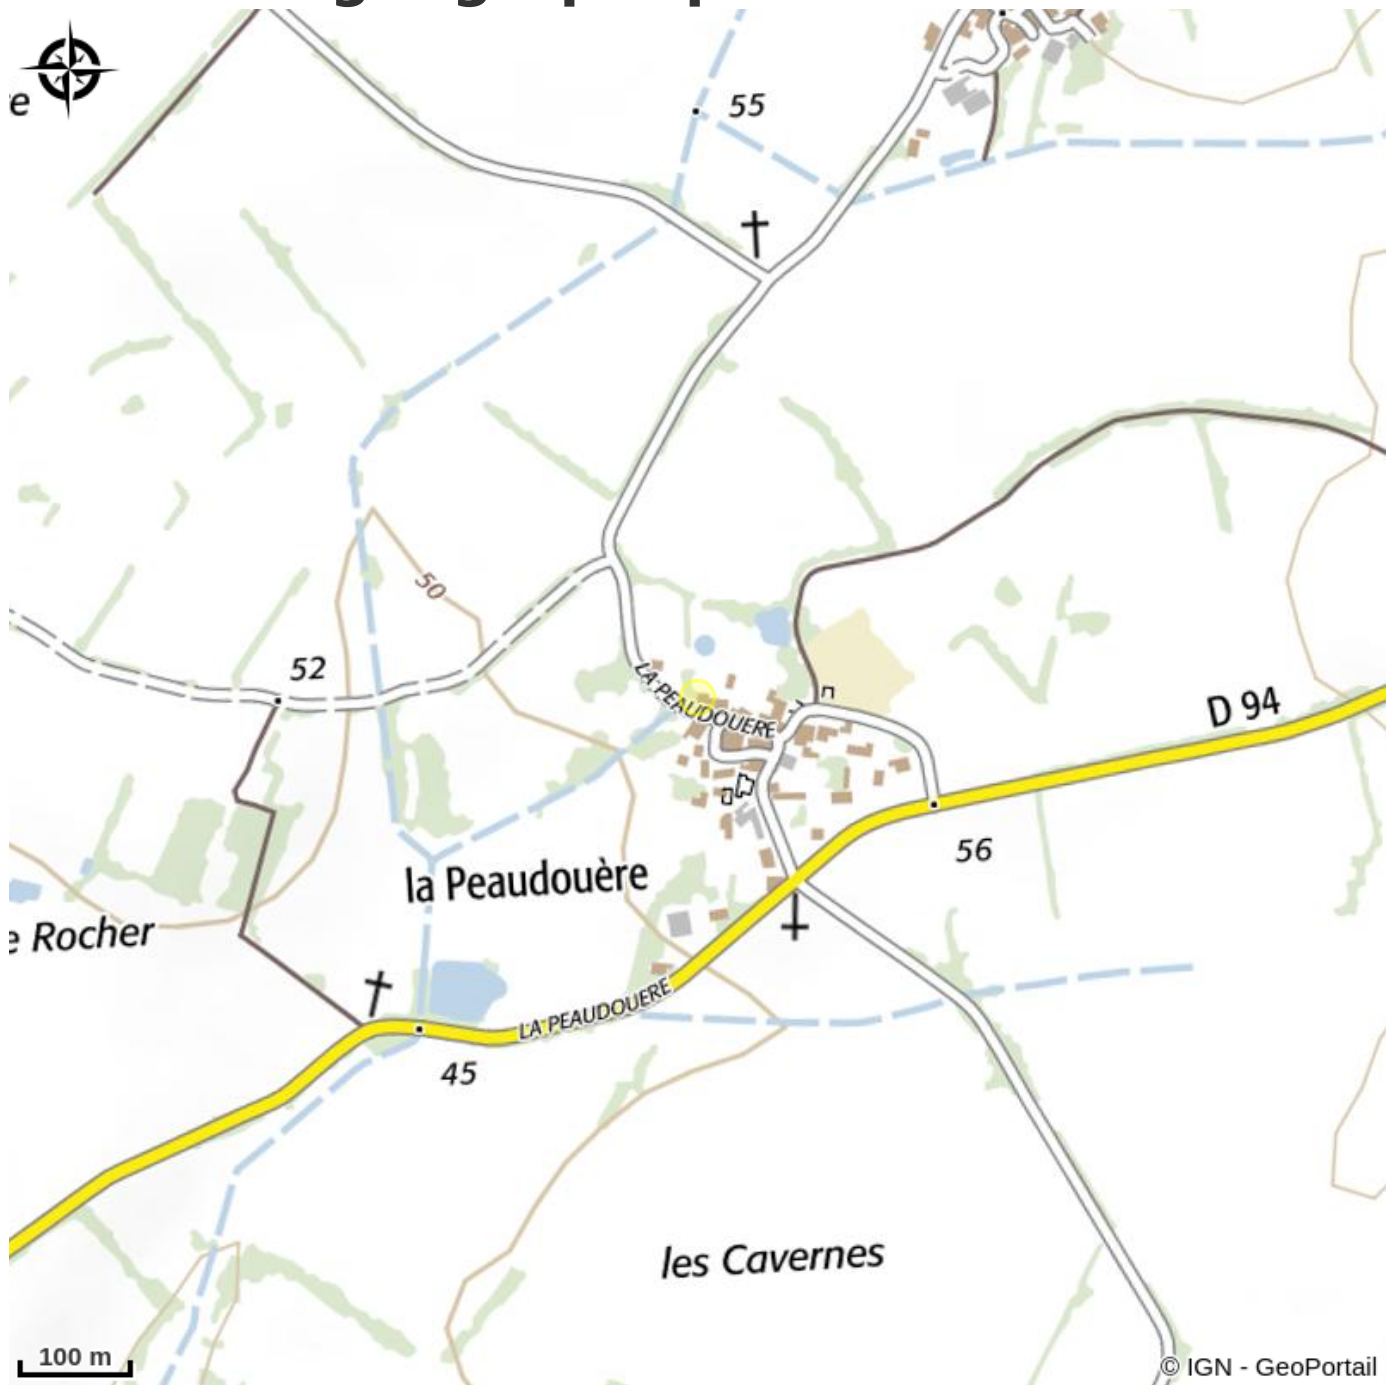 e
55
50
52
LA PEAUDOUERE
D 94
56
la Peaudouère
e Rocher
LA PEAUDOUERE
45
les Cavernes
100 m
© IGN - GeoPortail